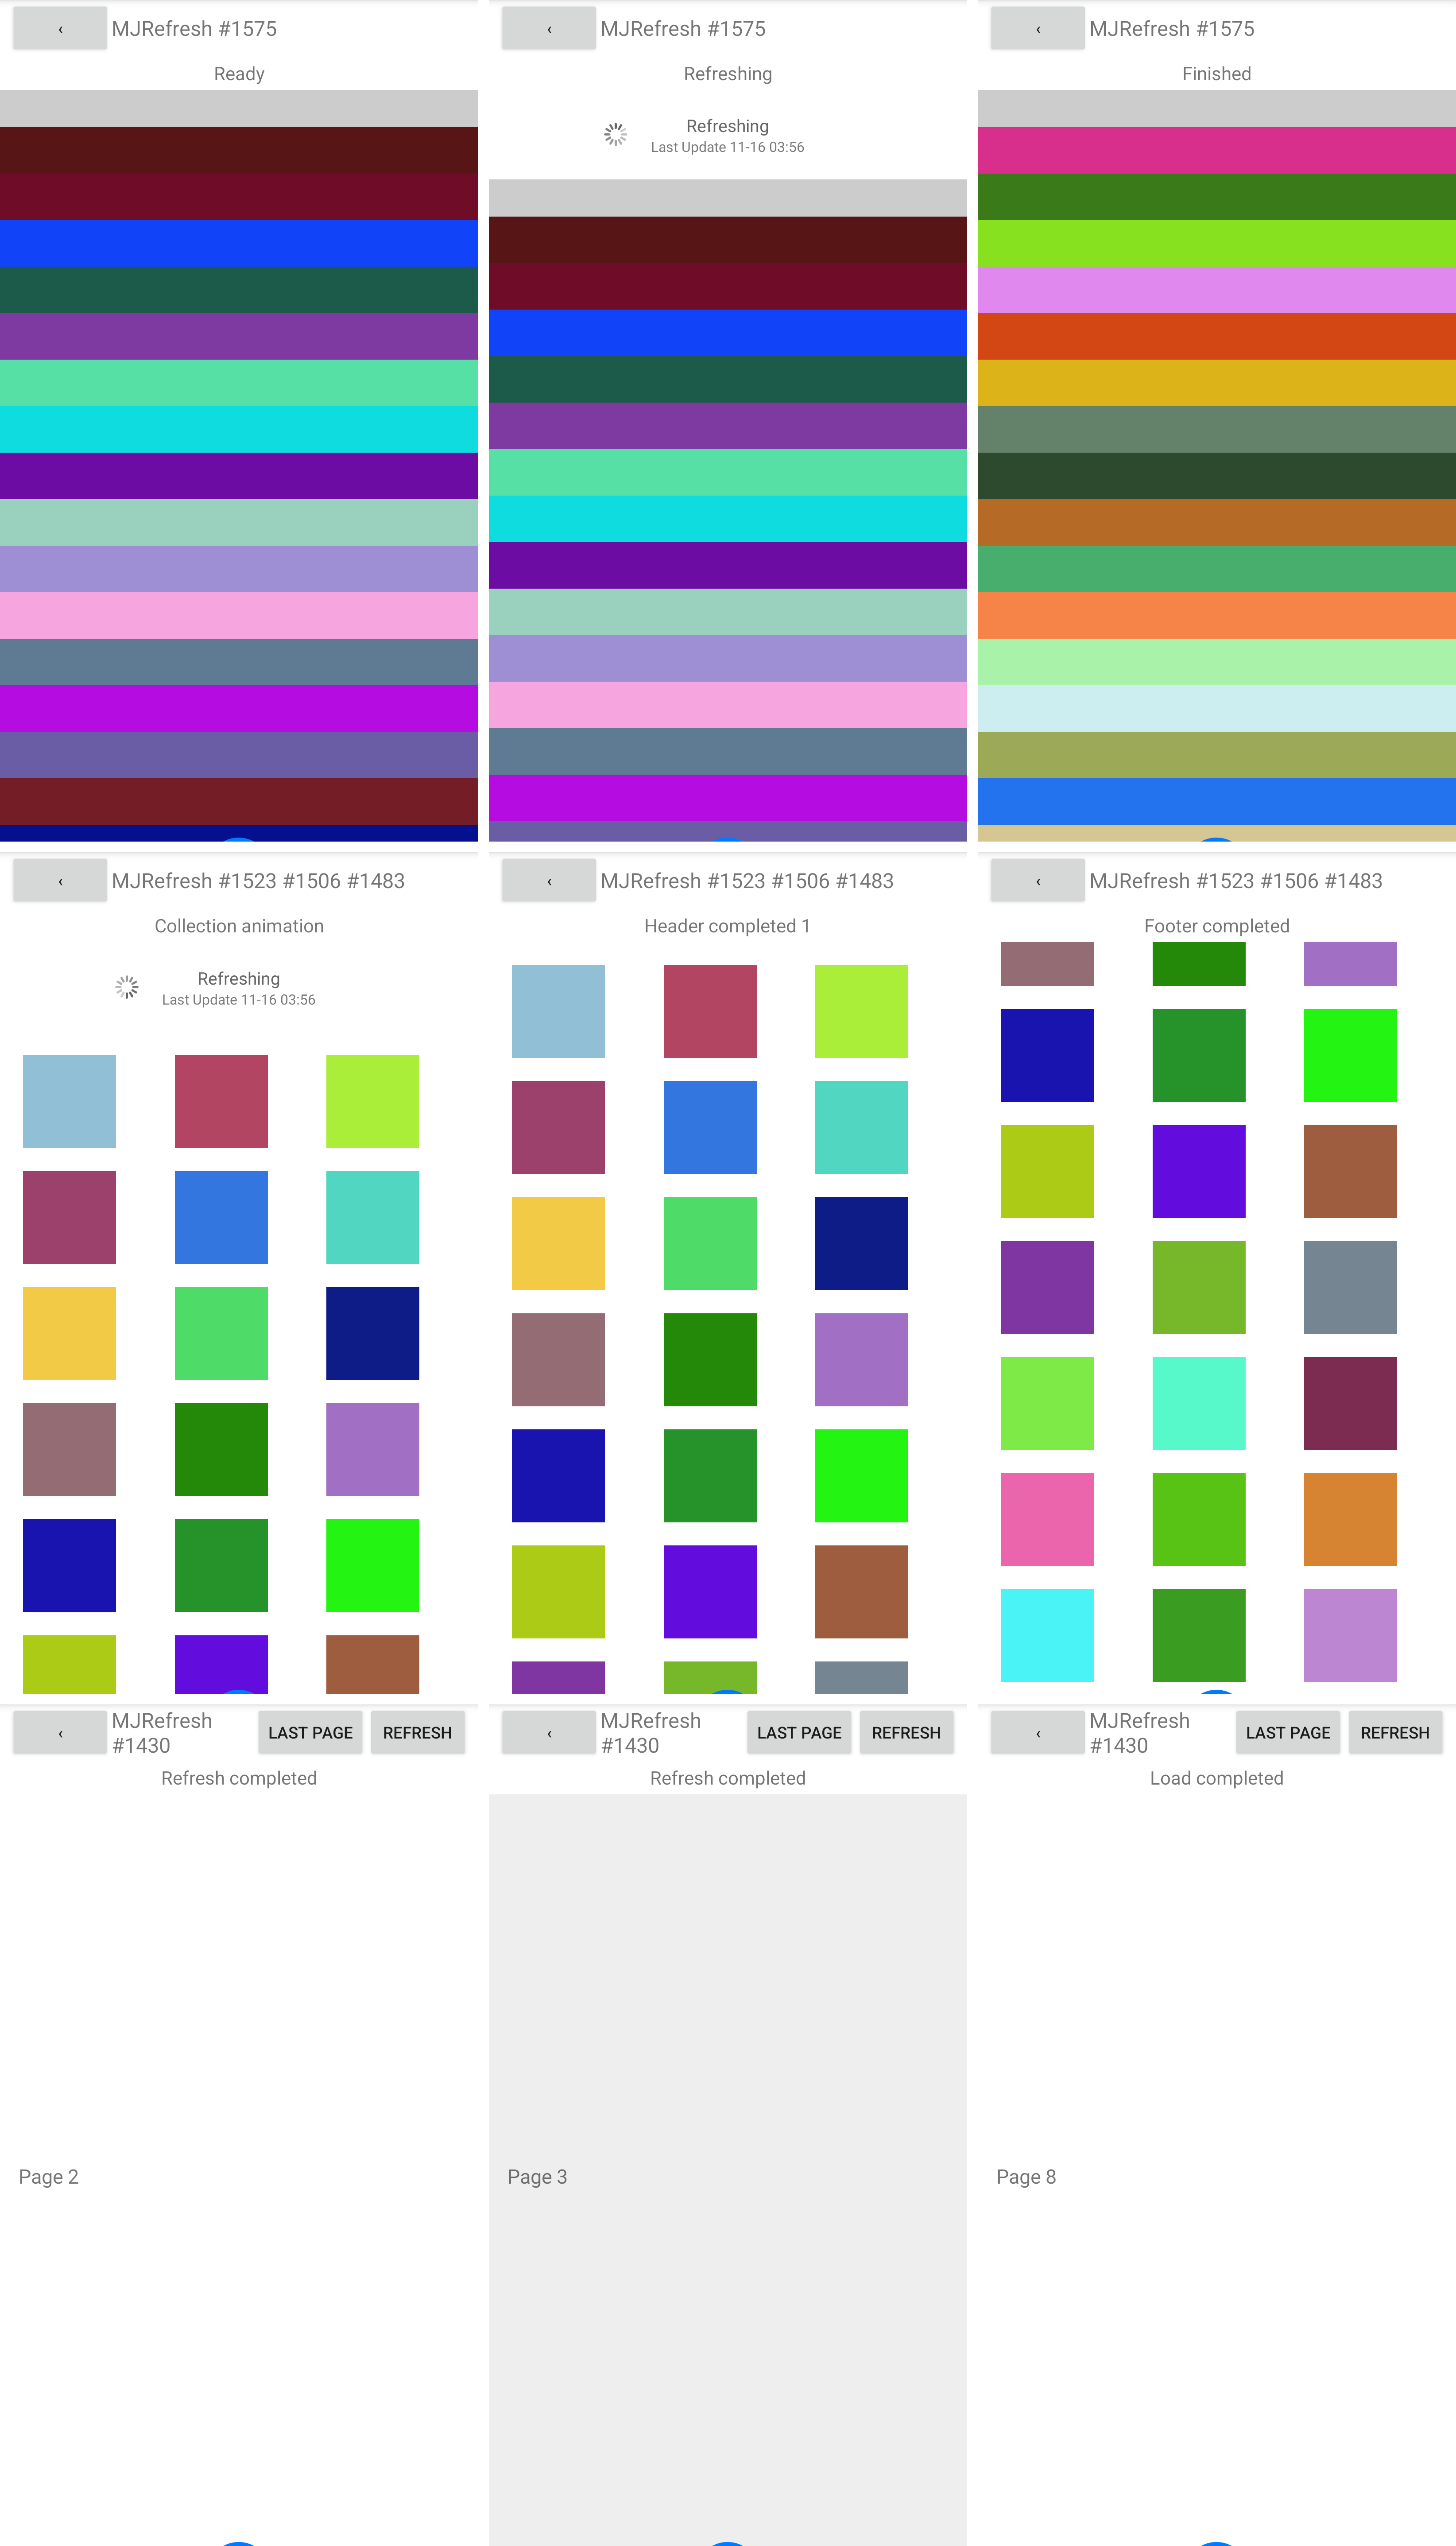 ‹ MJRefresh #1575
Ready
‹ MJRefresh #1575
Refreshing
Refreshing
Last Update 11-16 03:56
‹ MJRefresh #1575
Finished
‹ MJRefresh #1523 #1506 #1483
Collection animation
Refreshing
Last Update 11-16 03:56
‹ MJRefresh #1523 #1506 #1483
Header completed 1
‹ MJRefresh #1523 #1506 #1483
Footer completed
‹ MJRefresh
#1430
LAST PAGE REFRESH
Refresh completed
Page 2
‹ MJRefresh
#1430
LAST PAGE REFRESH
Refresh completed
Page 3
‹ MJRefresh
#1430
LAST PAGE REFRESH
Load completed
Page 8